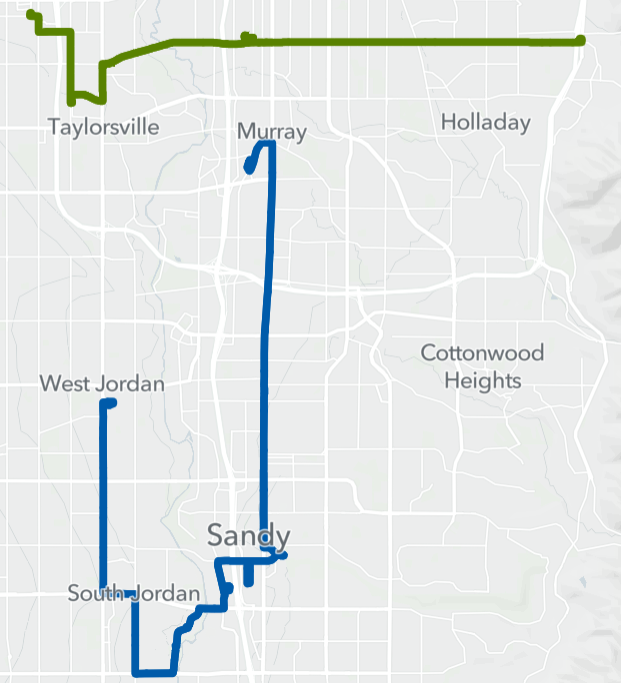 Taylorsville
Murray
Holladay
West Jordan
Cottonwood
Heights
Sandy
South Jordan